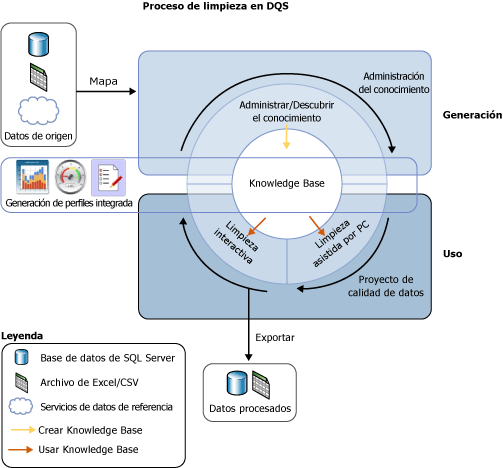 Proceso de limpieza en DQS
Mapa
Datos de origen
Administración
del conocimiento
Administrar/Descubrir
el conocimiento
Generación
Knowledge Base
Generación de perfiles integrada
Limpieza
interactiva
Limpieza
asistida por PC
Uso
Proyecto de
calidad de datos
Exportar
Datos procesados
Leyenda
Base de datos de SQL Server
Archivo de Excel/CSV
Servicios de datos de referencia
Crear Knowledge Base
Usar Knowledge Base